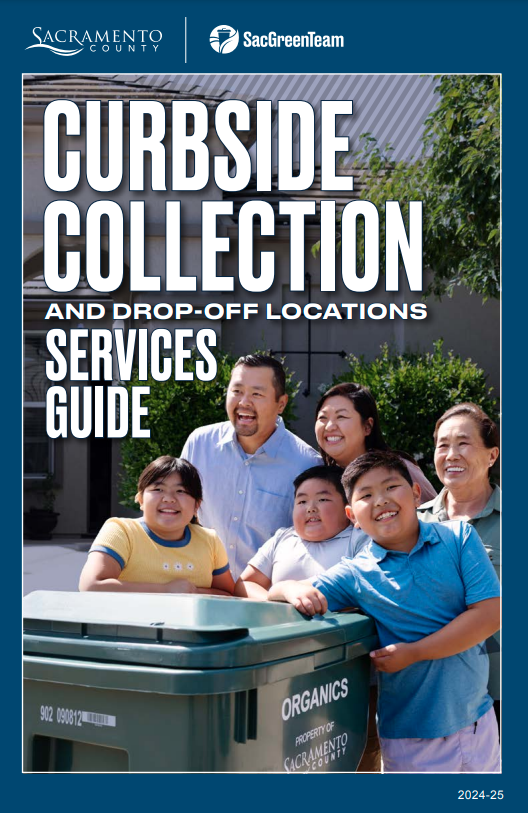 SACRAMENTO
COUNTY
SacGreenTeam
CURBSIDE
COLLECTION
AND DROP-OFF LOCATIONS
SERVICES
GUIDE
902 090812
ORGANICS
PROPERTY OF
SACRAMENTO
COUNTY
2024-25